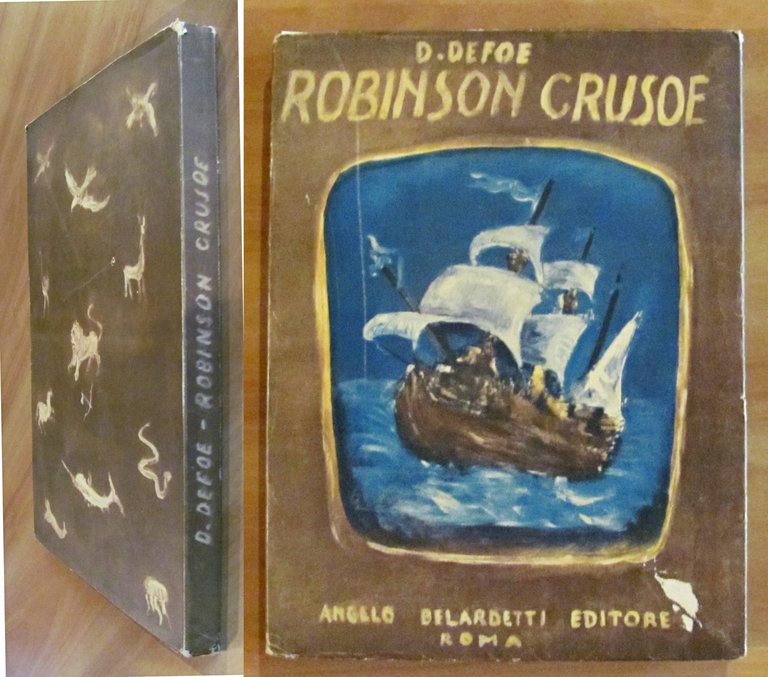 D. DEFOE - ROBINSON CRUSOE
D. DEFOE
ROBINSON CRUSOE
ANGELO BELARDETTI EDITORE
ROMA